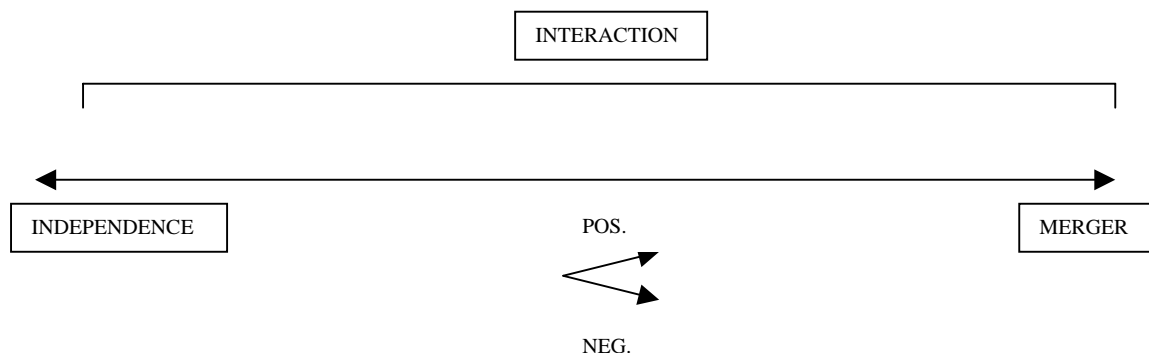 INTERACTION
INDEPENDENCE
POS.
MERGER
NEG.